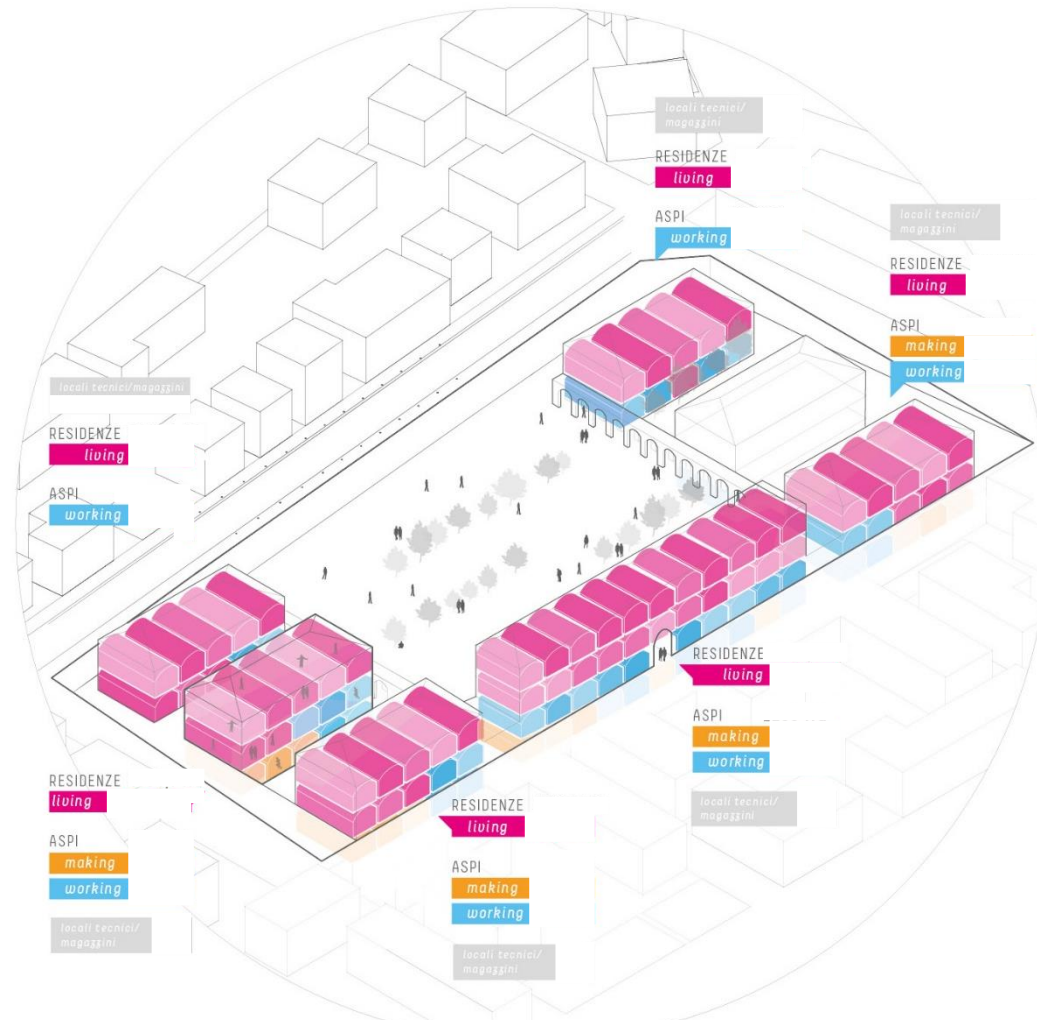 locali tecnici/
magazzini
RESIDENZE
living
ASPI
working
locali tecnici/
magazzini
RESIDENZE
living
ASPI
making
working
locali tecnici/magazzini
RESIDENZE
living
ASPI
working
RESIDENZE
living
ASPI
making
working
locali tecnici/
magazzini
RESIDENZE
living
ASPI
making
working
locali tecnici/
magazzini
RESIDENZE
living
ASPI
making
working
locali tecnici/
magazzini